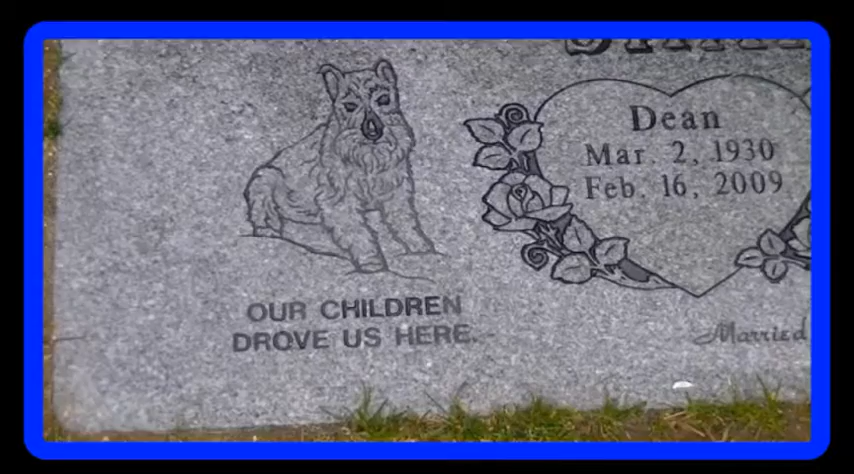 Dean
Mar. 2, 1930
Feb. 16, 2009
OUR CHILDREN
DROVE US HERE.
Married